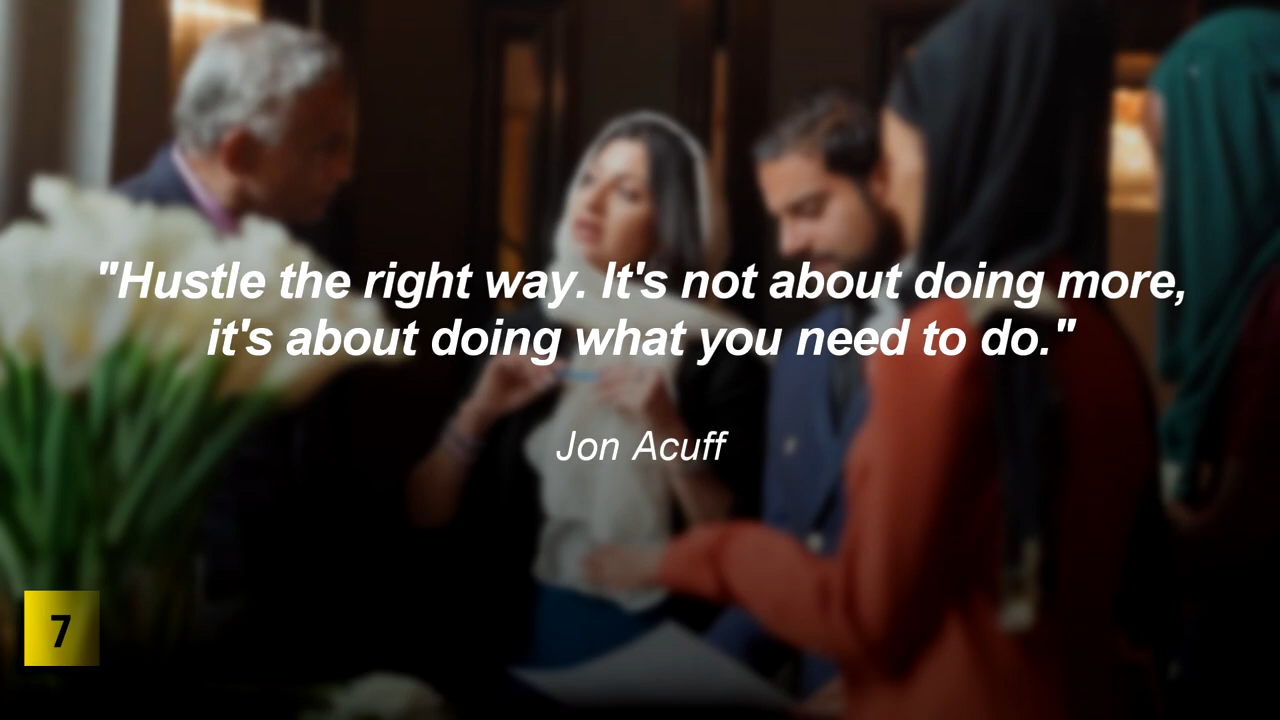 "Hustle the right way. It's not about doing more,
it's about doing what you need to do."
Jon Acuff
7